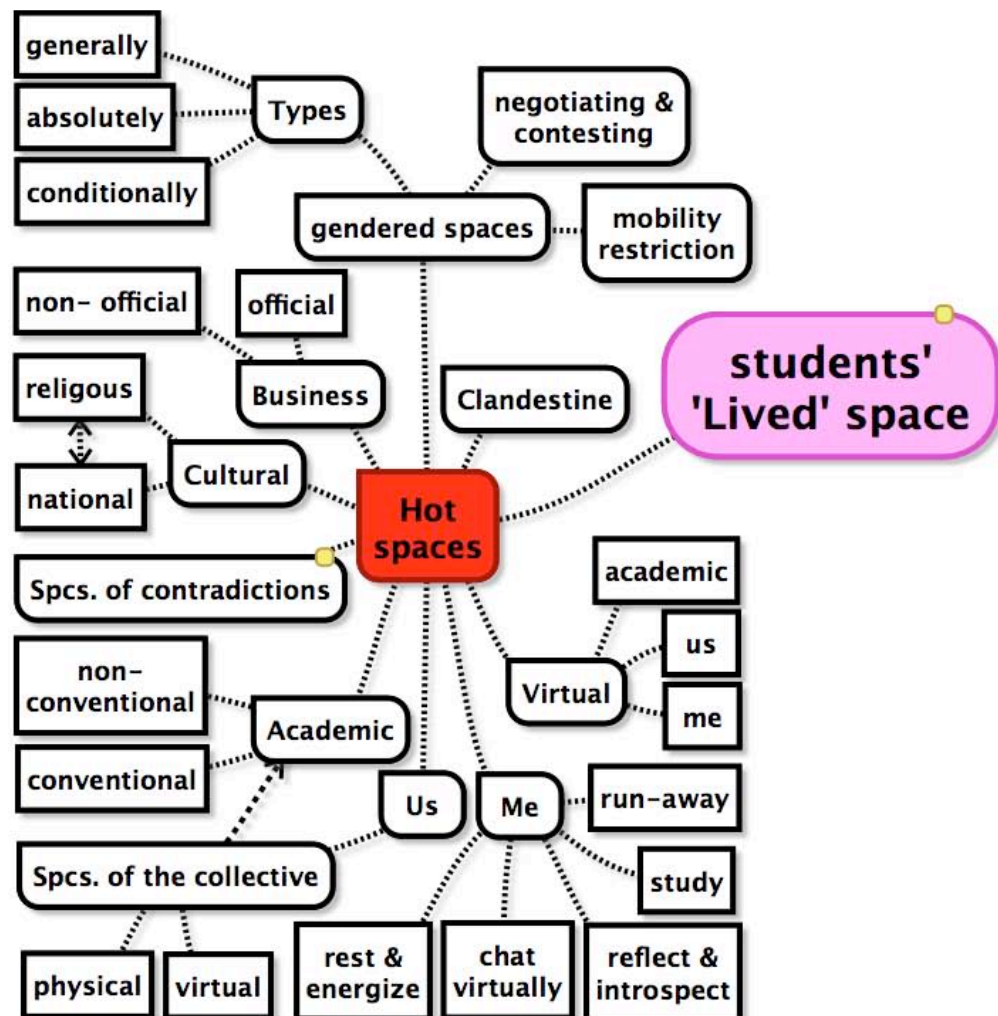 generally
absolutely
conditionally
Types
negotiating &
contesting
gendered spaces
mobility
restriction
non- official
official
Business
religous
national
Cultural
Clandestine
students'
'Lived' space
Hot
spaces
Spcs. of contradictions
non-
conventional
conventional
Academic
academic
us
me
Virtual
Us
Me
run-away
study
Spcs. of the collective
physical
virtual
rest &
energize
chat
virtually
reflect &
introspect